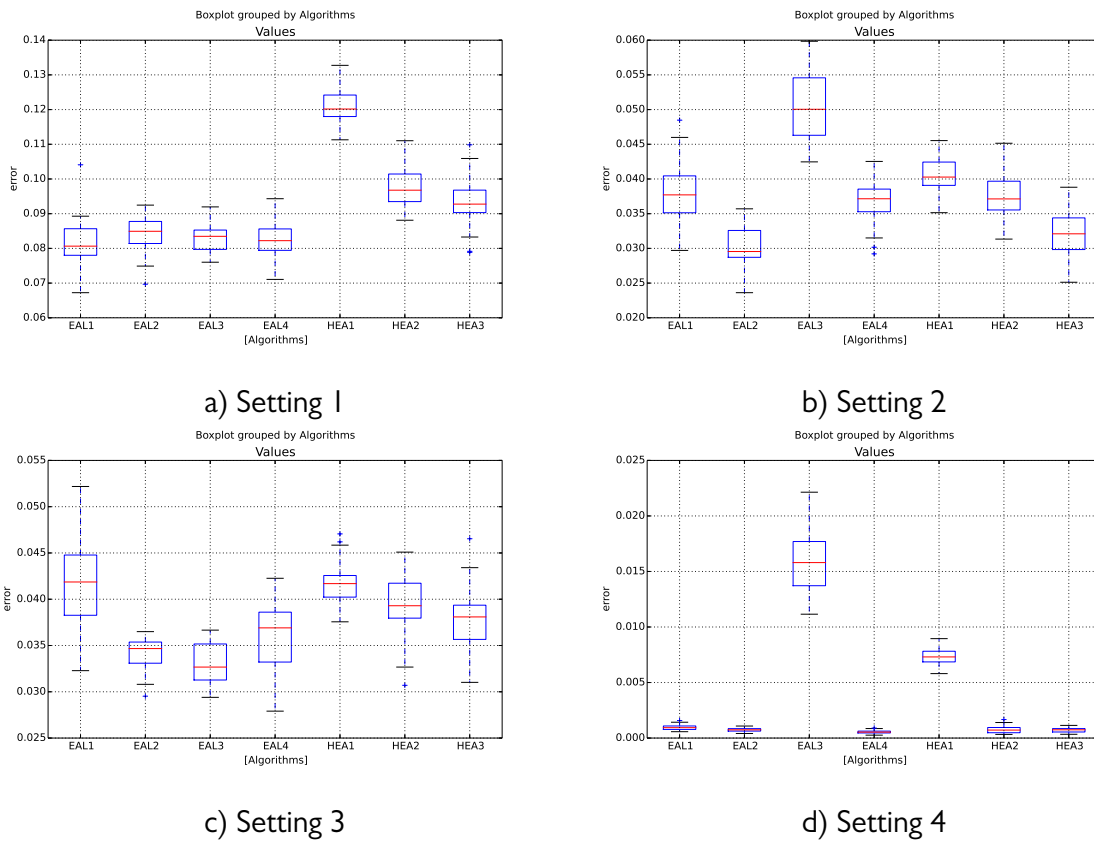 Boxplot grouped by Algorithms
Values
0.14
0.13
0.12
0.11
0.10
0.09
0.08
0.07
0.06
error
EAL1 EAL2 EAL3 EAL4 HEA1 HEA2 HEA3
[Algorithms]
a) Setting 1
Boxplot grouped by Algorithms
Values
0.060
0.055
0.050
0.045
0.040
0.035
0.030
0.025
0.020
error
EAL1 EAL2 EAL3 EAL4 HEA1 HEA2 HEA3
[Algorithms]
b) Setting 2
Boxplot grouped by Algorithms
Values
0.055
0.050
0.045
0.040
0.035
0.030
0.025
error
EAL1 EAL2 EAL3 EAL4 HEA1 HEA2 HEA3
[Algorithms]
c) Setting 3
Boxplot grouped by Algorithms
Values
0.025
0.020
0.015
0.010
0.005
0.000
error
EAL1 EAL2 EAL3 EAL4 HEA1 HEA2 HEA3
[Algorithms]
d) Setting 4